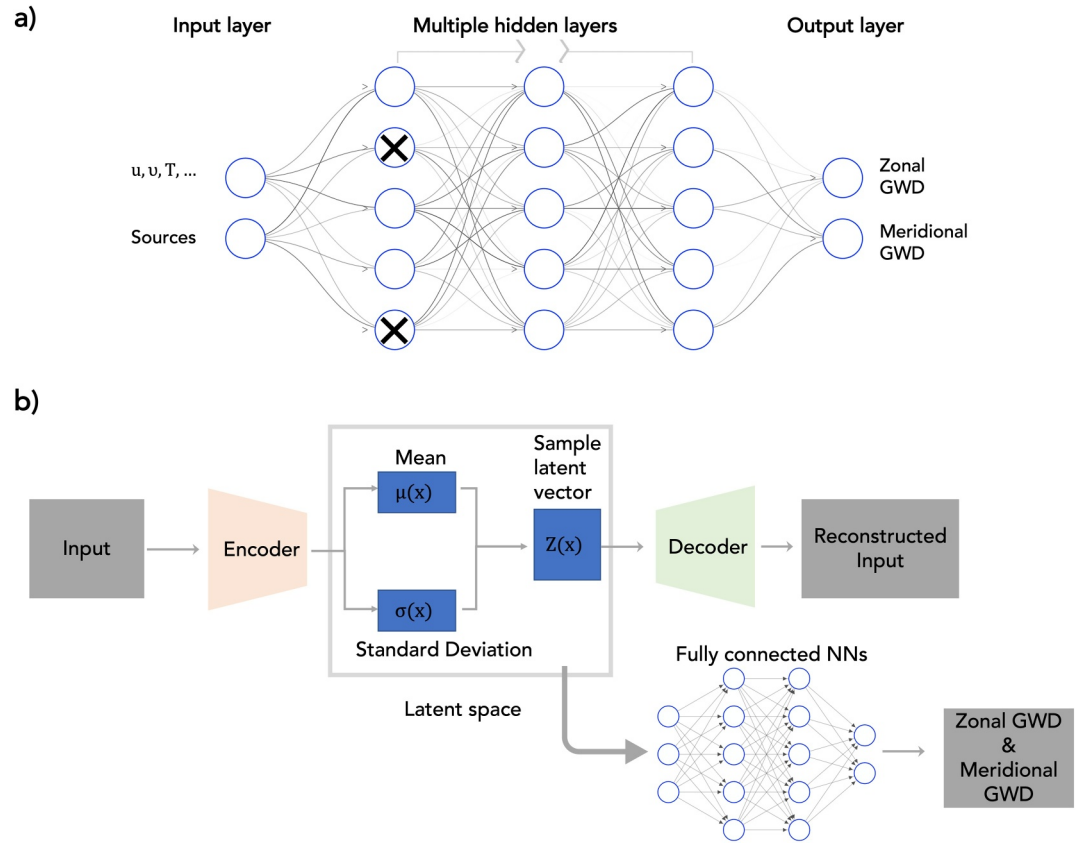 a)
Input layer
Multiple hidden layers
Output layer
u, υ, T, ...
Sources
Zonal
GWD
Meridional
GWD
b)
Input
Encoder
Mean
μ(x)
σ(x)
Standard Deviation
Sample
latent
vector
Z(x)
Decoder
Reconstructed
Input
Latent space
Fully connected NNs
Zonal GWD
&
Meridional
GWD